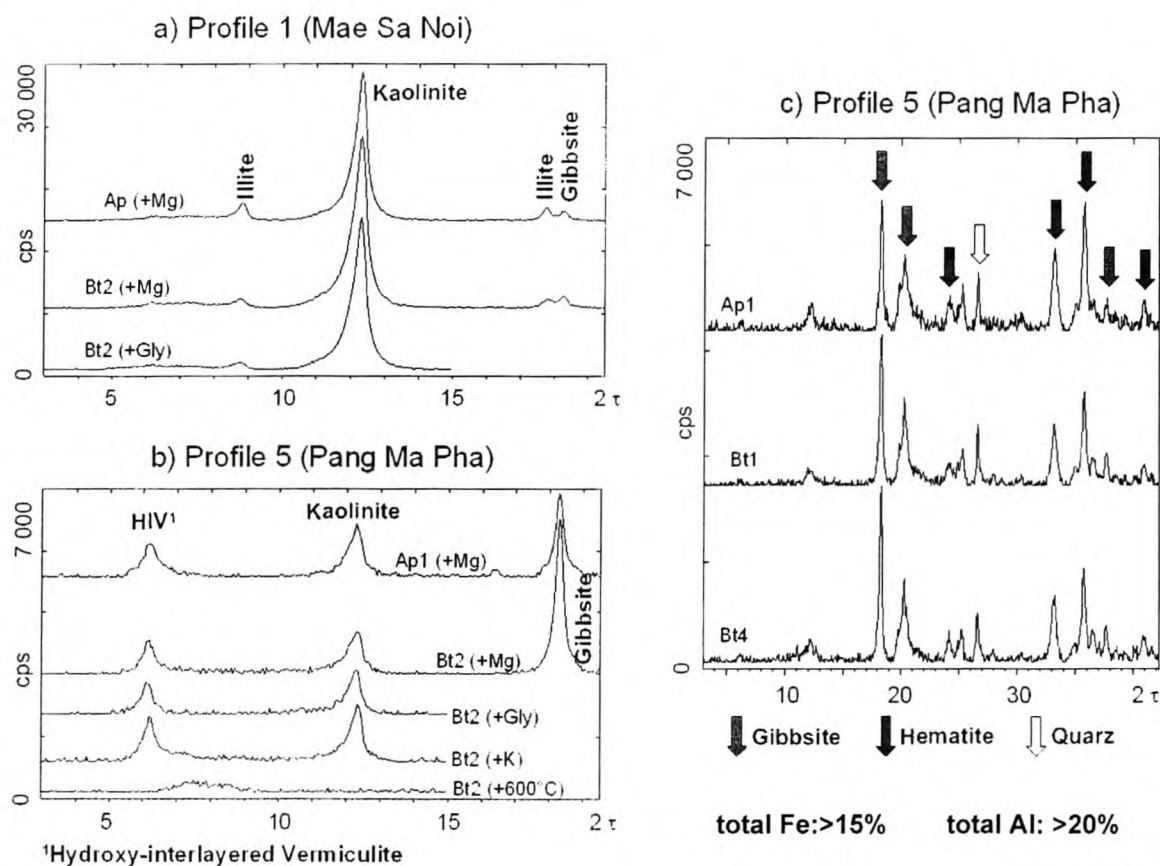 a) Profile 1 (Mae Sa Noi)
30 000
cps
0
Kaolinite
Illite
Illite
Gibbsite
Ap (+Mg)
Bt2 (+Mg)
Bt2 (+Gly)
5
10
15
2 τ
b) Profile 5 (Pang Ma Pha)
7 000
cps
0
HIV¹
Kaolinite
Gibbsite
Ap1 (+Mg)
Bt2 (+Mg)
Bt2 (+Gly)
Bt2 (+K)
Bt2 (+600°C)
5
10
15
2 τ
¹Hydroxy-interlayered Vermiculite
c) Profile 5 (Pang Ma Pha)
7 000
cps
0
Ap1
Bt1
Bt4
10
20
30
2 τ
Gibbsite
Hematite
Quarz
total Fe:>15%
total Al: >20%